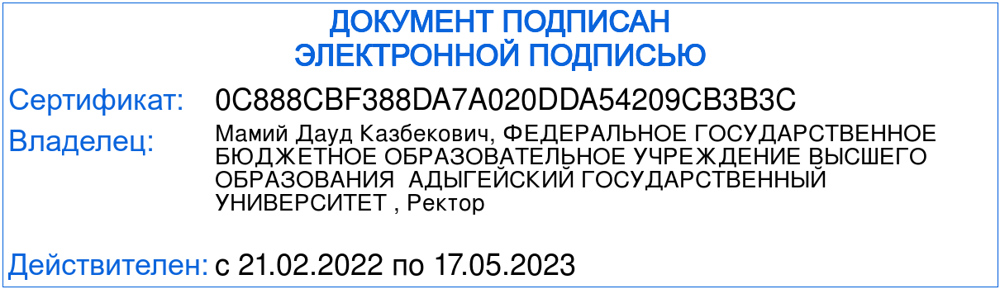 ДОКУМЕНТ ПОДПИСАН
ЭЛЕКТРОННОЙ ПОДПИСЬЮ
Сертификат: 0C888CBF388DA7A020DDA54209CB3B3C
Владелец: Мамий Дауд Казбекович, ФЕДЕРАЛЬНОЕ ГОСУДАРСТВЕННОЕ
БЮДЖЕТНОЕ ОБРАЗОВАТЕЛЬНОЕ УЧРЕЖДЕНИЕ ВЫСШЕГО
ОБРАЗОВАНИЯ АДЫГЕЙСКИЙ ГОСУДАРСТВЕННЫЙ
УНИВЕРСИТЕТ , Ректор
Действителен: с 21.02.2022 по 17.05.2023